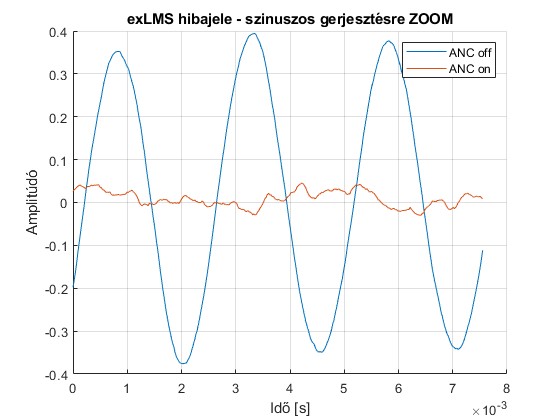 exLMS hibajele - szinuszos gerjesztésre ZOOM
ANC off
ANC on
Amplitúdó
0.4
0.3
0.2
0.1
0
-0.1
-0.2
-0.3
-0.4
0 1 2 3 4 5 6 7 8
Idő [s]
×10⁻³